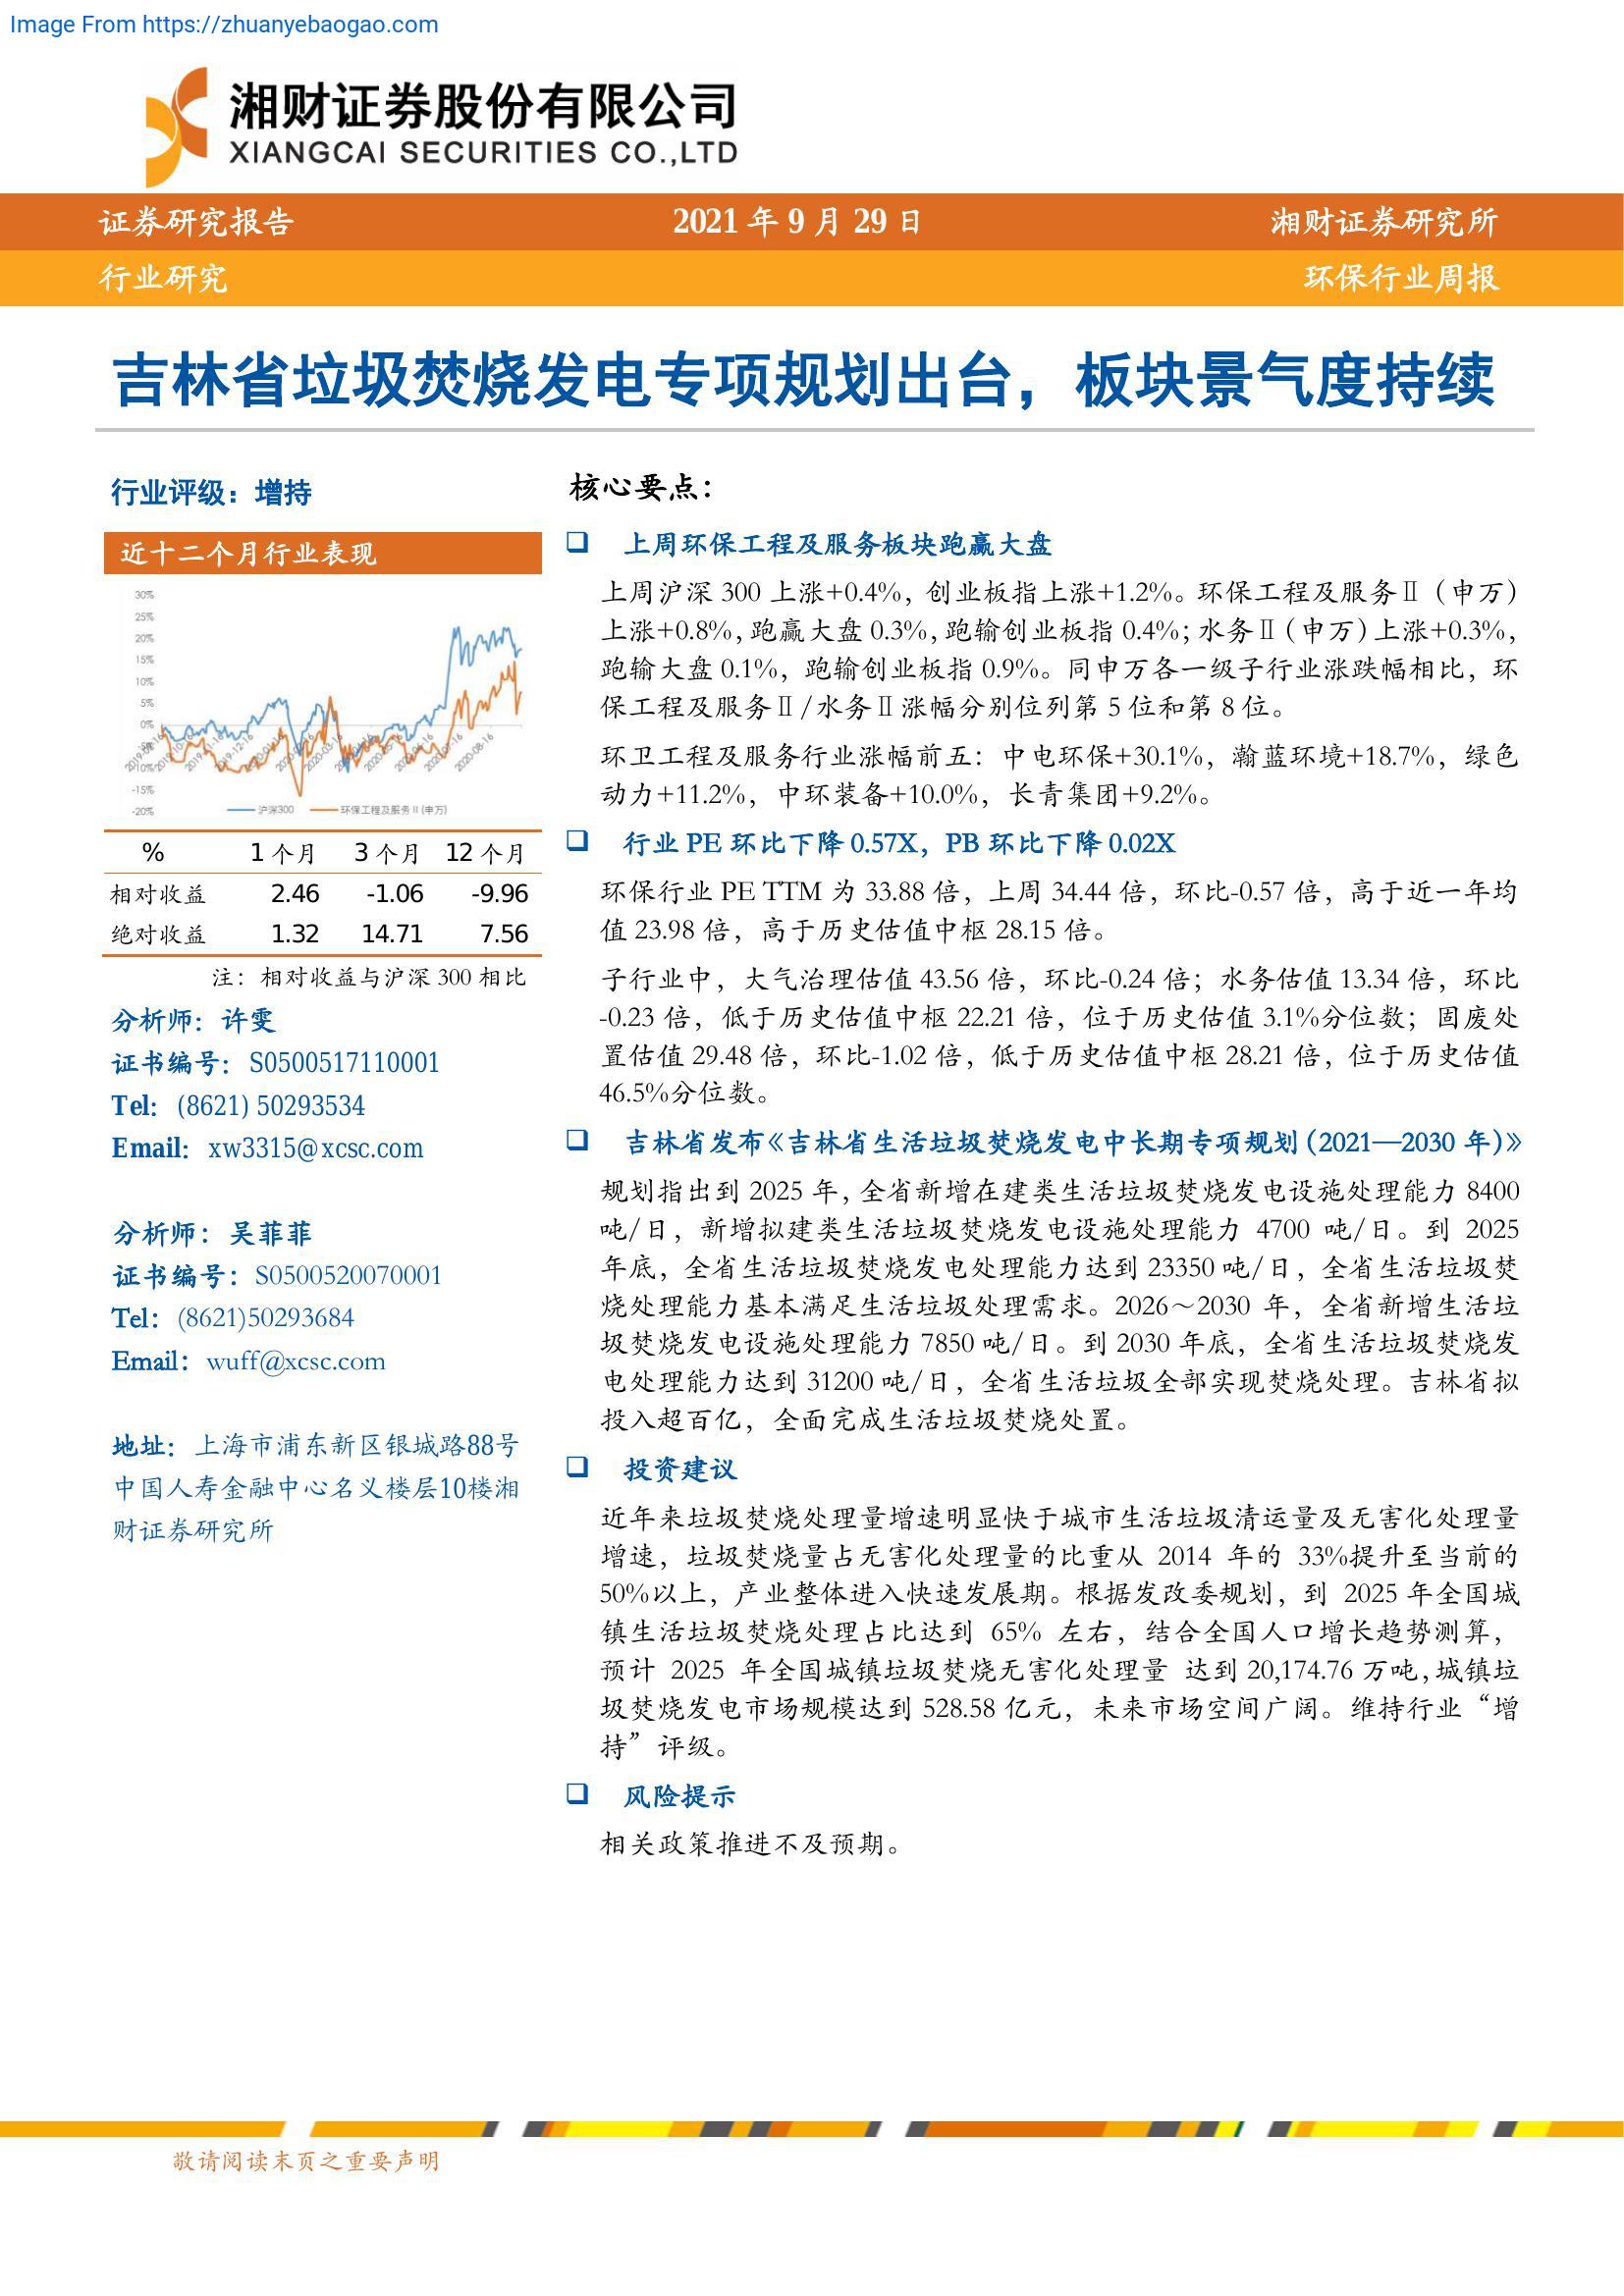 Image From https://zhuanyebaogao.com
湘财证券股份有限公司
XIANGCAI SECURITIES CO.,LTD
证券研究报告
2021 年 9 月 29 日
湘财证券研究所
行业研究
环保行业周报
吉林省垃圾焚烧发电专项规划出台，板块景气度持续
行业评级：增持
近十二个月行业表现
30%
25%
20%
15%
10%
5%
0%
-15%
-20%
沪深300
环保工程及服务Ⅱ(申万)
% 1 个月 3 个月 12 个月
相对收益 2.46 -1.06 -9.96
绝对收益 1.32 14.71 7.56
注：相对收益与沪深 300 相比
分析师：许雯
证书编号：S0500517110001
Tel：(8621) 50293534
Email：xw3315@xcsc.com
分析师：吴菲菲
证书编号：S0500520070001
Tel：(8621)50293684
Email：wuff@xcsc.com
地址：上海市浦东新区银城路88号
中国人寿金融中心名义楼层10楼湘
财证券研究所
核心要点：
❑ 上周环保工程及服务板块跑赢大盘
上周沪深 300 上涨+0.4%，创业板指上涨+1.2%。环保工程及服务Ⅱ（申万）
上涨+0.8%，跑赢大盘 0.3%，跑输创业板指 0.4%；水务Ⅱ（申万）上涨+0.3%，
跑输大盘 0.1%，跑输创业板指 0.9%。同申万各一级子行业涨跌幅相比，环
保工程及服务Ⅱ/水务Ⅱ涨幅分别位列第 5 位和第 8 位。
环卫工程及服务行业涨幅前五：中电环保+30.1%，瀚蓝环境+18.7%，绿色
动力+11.2%，中环装备+10.0%，长青集团+9.2%。
❑ 行业 PE 环比下降 0.57X，PB 环比下降 0.02X
环保行业 PE TTM 为 33.88 倍，上周 34.44 倍，环比-0.57 倍，高于近一年均
值 23.98 倍，高于历史估值中枢 28.15 倍。
子行业中，大气治理估值 43.56 倍，环比-0.24 倍；水务估值 13.34 倍，环比
-0.23 倍，低于历史估值中枢 22.21 倍，位于历史估值 3.1%分位数；固废处
置估值 29.48 倍，环比-1.02 倍，低于历史估值中枢 28.21 倍，位于历史估值
46.5%分位数。
❑ 吉林省发布《吉林省生活垃圾焚烧发电中长期专项规划（2021—2030 年）》
规划指出到 2025 年，全省新增在建类生活垃圾焚烧发电设施处理能力 8400
吨/日，新增拟建类生活垃圾焚烧发电设施处理能力 4700 吨/日。到 2025
年底，全省生活垃圾焚烧发电处理能力达到 23350 吨/日，全省生活垃圾焚
烧处理能力基本满足生活垃圾处理需求。2026～2030 年，全省新增生活垃
圾焚烧发电设施处理能力 7850 吨/日。到 2030 年底，全省生活垃圾焚烧发
电处理能力达到 31200 吨/日，全省生活垃圾全部实现焚烧处理。吉林省拟
投入超百亿，全面完成生活垃圾焚烧处置。
❑ 投资建议
近年来垃圾焚烧处理量增速明显快于城市生活垃圾清运量及无害化处理量
增速，垃圾焚烧量占无害化处理量的比重从 2014 年的 33%提升至当前的
50%以上，产业整体进入快速发展期。根据发改委规划，到 2025 年全国城
镇生活垃圾焚烧处理占比达到 65% 左右，结合全国人口增长趋势测算，
预计 2025 年全国城镇垃圾焚烧无害化处理量 达到 20,174.76 万吨，城镇垃
圾焚烧发电市场规模达到 528.58 亿元，未来市场空间广阔。维持行业“增
持”评级。
❑ 风险提示
相关政策推进不及预期。
敬请阅读末页之重要声明